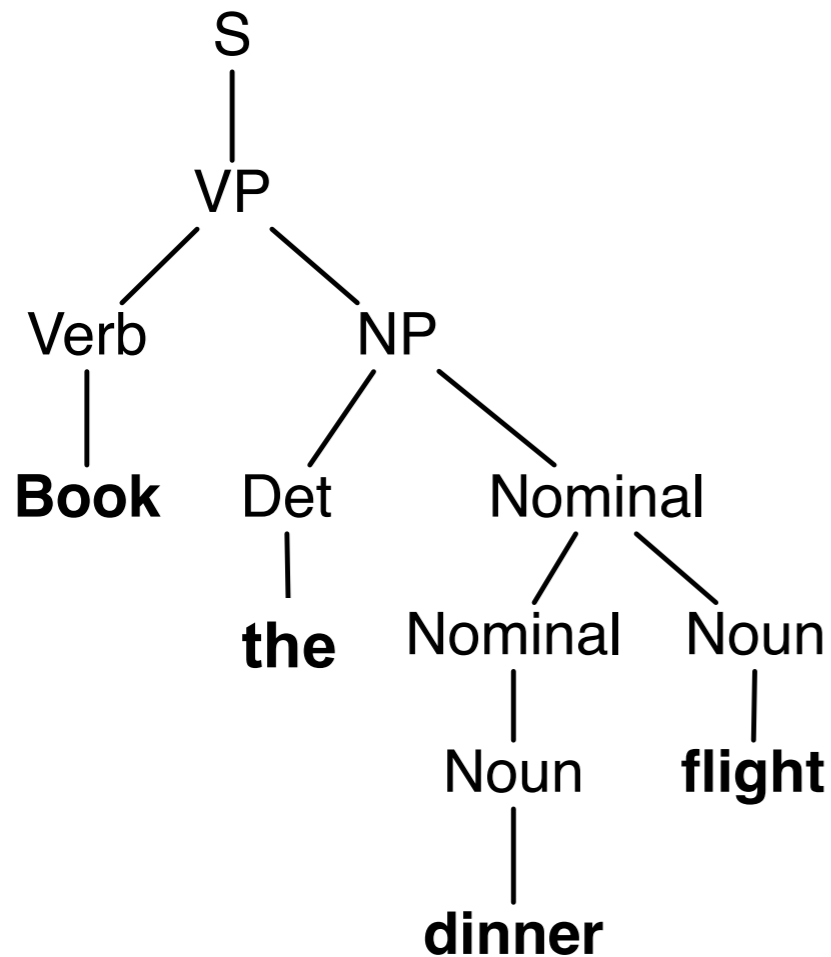 S
VP
Verb NP
Book Det Nominal
the Nominal Noun
Noun flight
dinner